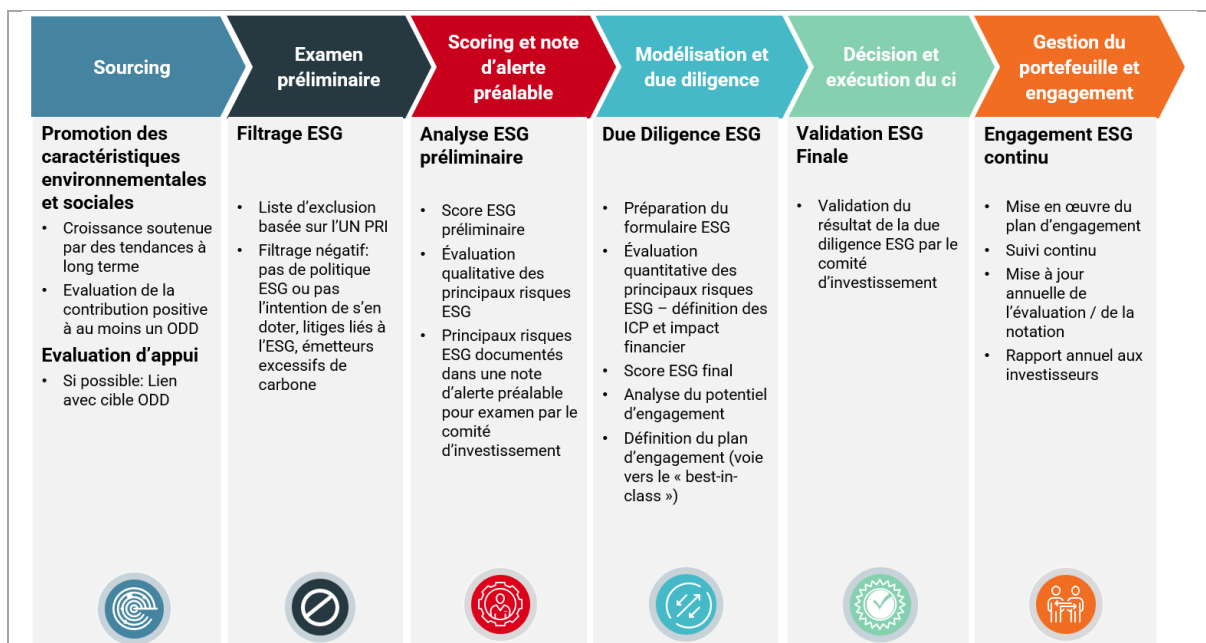 Sourcing
Examen
préliminaire
Scoring et note
d'alerte
préalable
Modélisation et
due diligence
Décision et
exécution du ci
Gestion du
portefeuille et
engagement
Promotion des
caractéristiques
environnementales
et sociales
• Croissance soutenue
par des tendances à
long terme
• Evaluation de la
contribution positive
à au moins un ODD
Evaluation d'appui
• Si possible: Lien
avec cible ODD
Filtrage ESG
• Liste d'exclusion
basée sur l'UN PRI
• Filtrage négatif:
pas de politique
ESG ou pas
l'intention de s'en
doter, litiges liés à
l'ESG, émetteurs
excessifs de
carbone
Analyse ESG
préliminaire
• Score ESG
préliminaire
• Évaluation
qualitative des
principaux risques
ESG
• Principaux risques
ESG documentés
dans une note
d'alerte préalable
pour examen par le
comité
d'investissement
Due Diligence ESG
• Préparation du
formulaire ESG
• Évaluation
quantitative des
principaux risques
ESG – définition des
ICP et impact
financier
• Score ESG final
• Analyse du potentiel
d'engagement
• Définition du plan
d'engagement (voie
vers le « best-in-
class »)
Validation ESG
Finale
• Validation du
résultat de la due
diligence ESG par le
comité
d'investissement
Engagement ESG
continu
• Mise en œuvre du
plan d'engagement
• Suivi continu
• Mise à jour
annuelle de
l'évaluation / de la
notation
• Rapport annuel aux
investisseurs